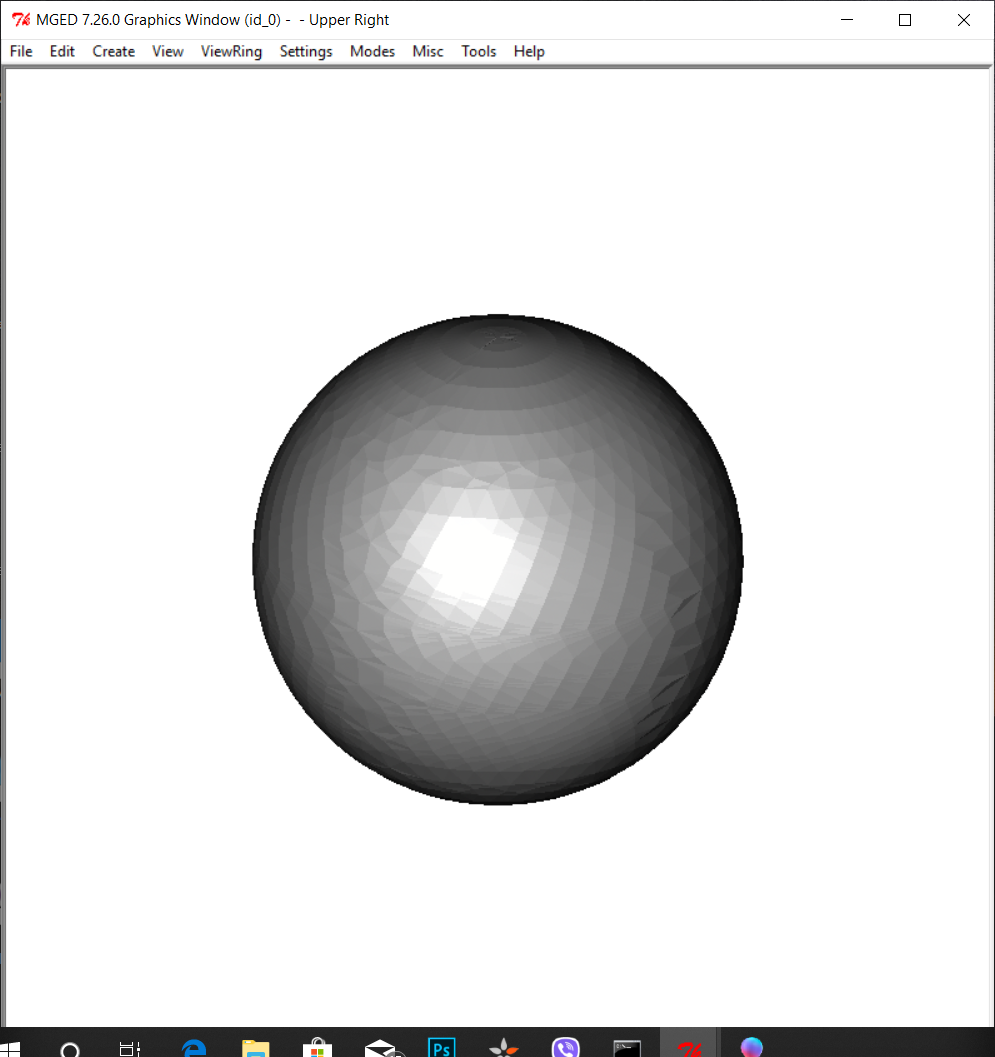 MGED 7.26.0 Graphics Window (id_0) -  - Upper Right
File Edit Create View ViewRing Settings Modes Misc Tools Help
Ps